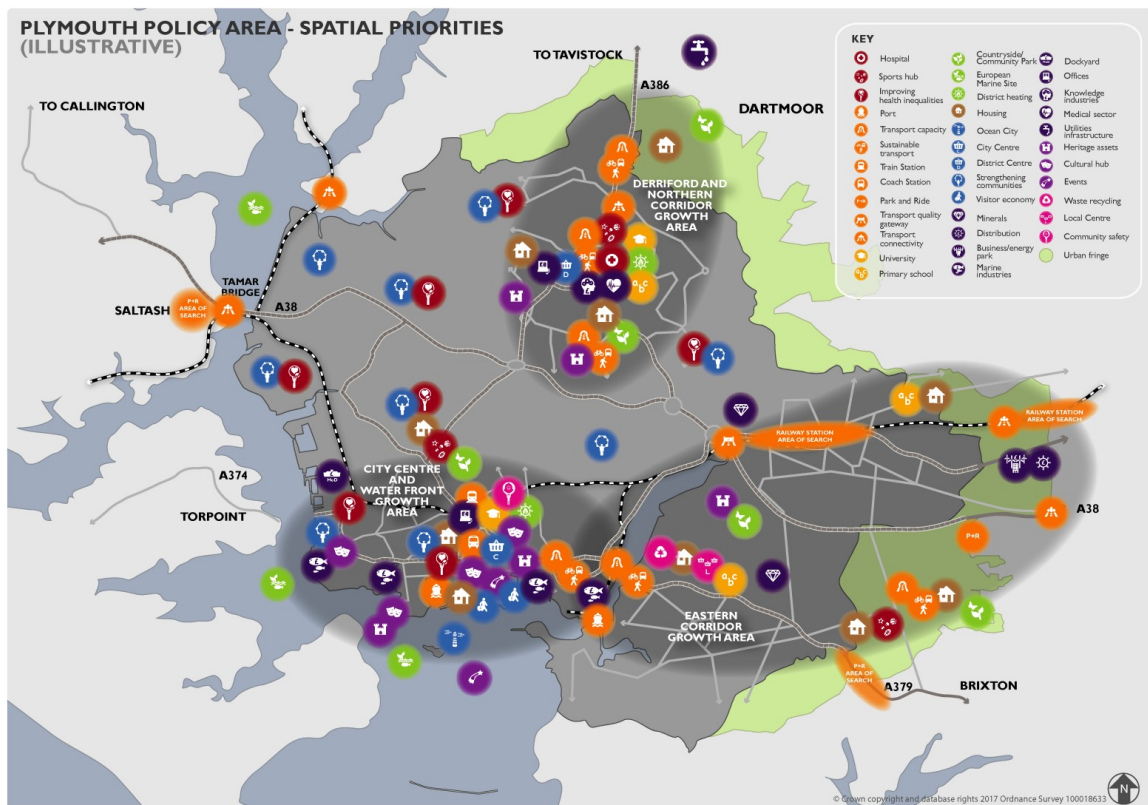 PLYMOUTH POLICY AREA - SPATIAL PRIORITIES
(ILLUSTRATIVE)
TO TAVISTOCK
A386
TO CALLINGTON
DARTMOOR
KEY
Hospital
Sports hub
Improving
health inequalities
Port
Transport capacity
Sustainable
transport
Train Station
Coach Station
P+R
Park and Ride
Transport quality
gateway
Transport
connectivity
University
abc
Primary school
Countryside/
Community Park
European
Marine Site
District heating
Housing
Ocean City
C
City Centre
D
District Centre
Strengthening
communities
Visitor economy
Minerals
Distribution
Business/energy
park
Marine
industries
Dockyard
Offices
Knowledge
industries
Medical sector
Utilities
infrastructure
Heritage assets
Cultural hub
Events
Waste recycling
L
Local Centre
Community safety
Urban fringe
DERRIFORD AND
NORTHERN
CORRIDOR GROWTH
AREA
D
abc
TAMAR
BRIDGE
A38
SALTASH
P+R
AREA OF
SEARCH
abc
RAILWAY STATION
AREA OF SEARCH
RAILWAY STATION
AREA OF SEARCH
CITY CENTRE
AND
WATER FRONT
GROWTH
AREA
A374
TORPOINT
MoD
C
L
abc
A38
P+R
EASTERN
CORRIDOR
GROWTH AREA
P+R
AREA OF
SEARCH
A379
BRIXTON
© Crown copyright and database rights 2017 Ordnance Survey 100018633
N